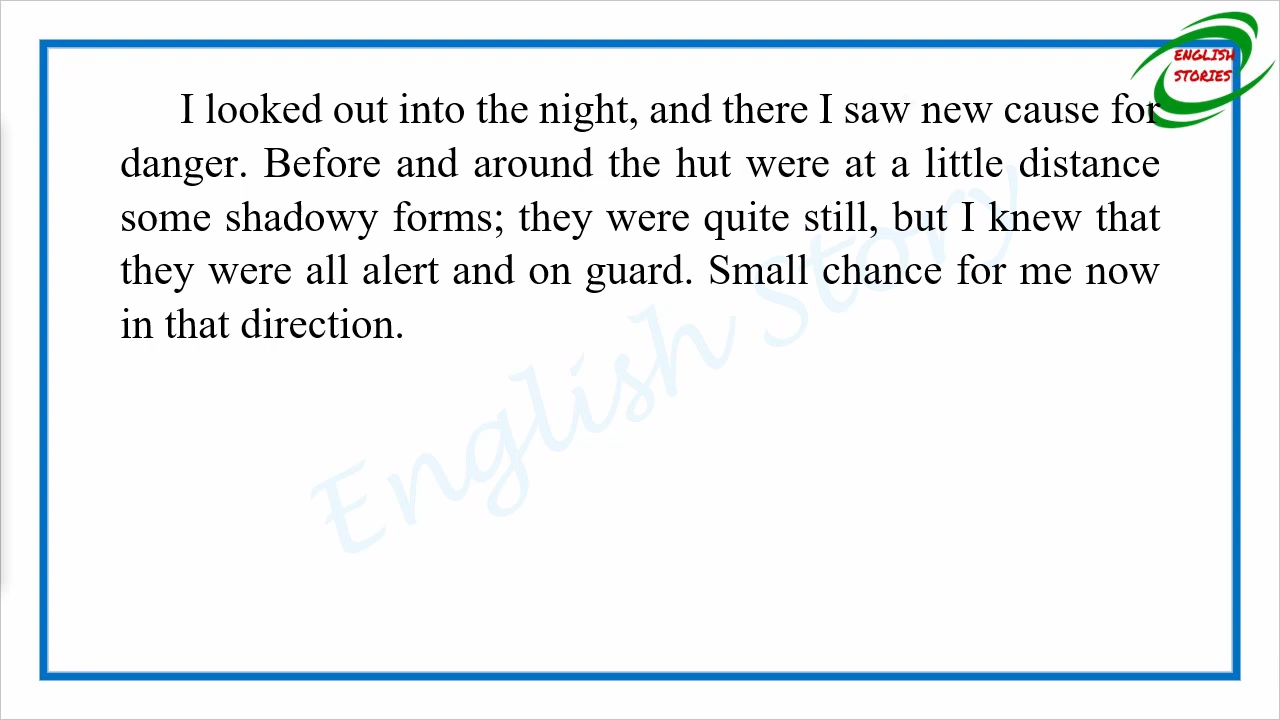 ENGLISH
STORIES
I looked out into the night, and there I saw new cause for
danger. Before and around the hut were at a little distance
some shadowy forms; they were quite still, but I knew that
they were all alert and on guard. Small chance for me now
in that direction.
English Story